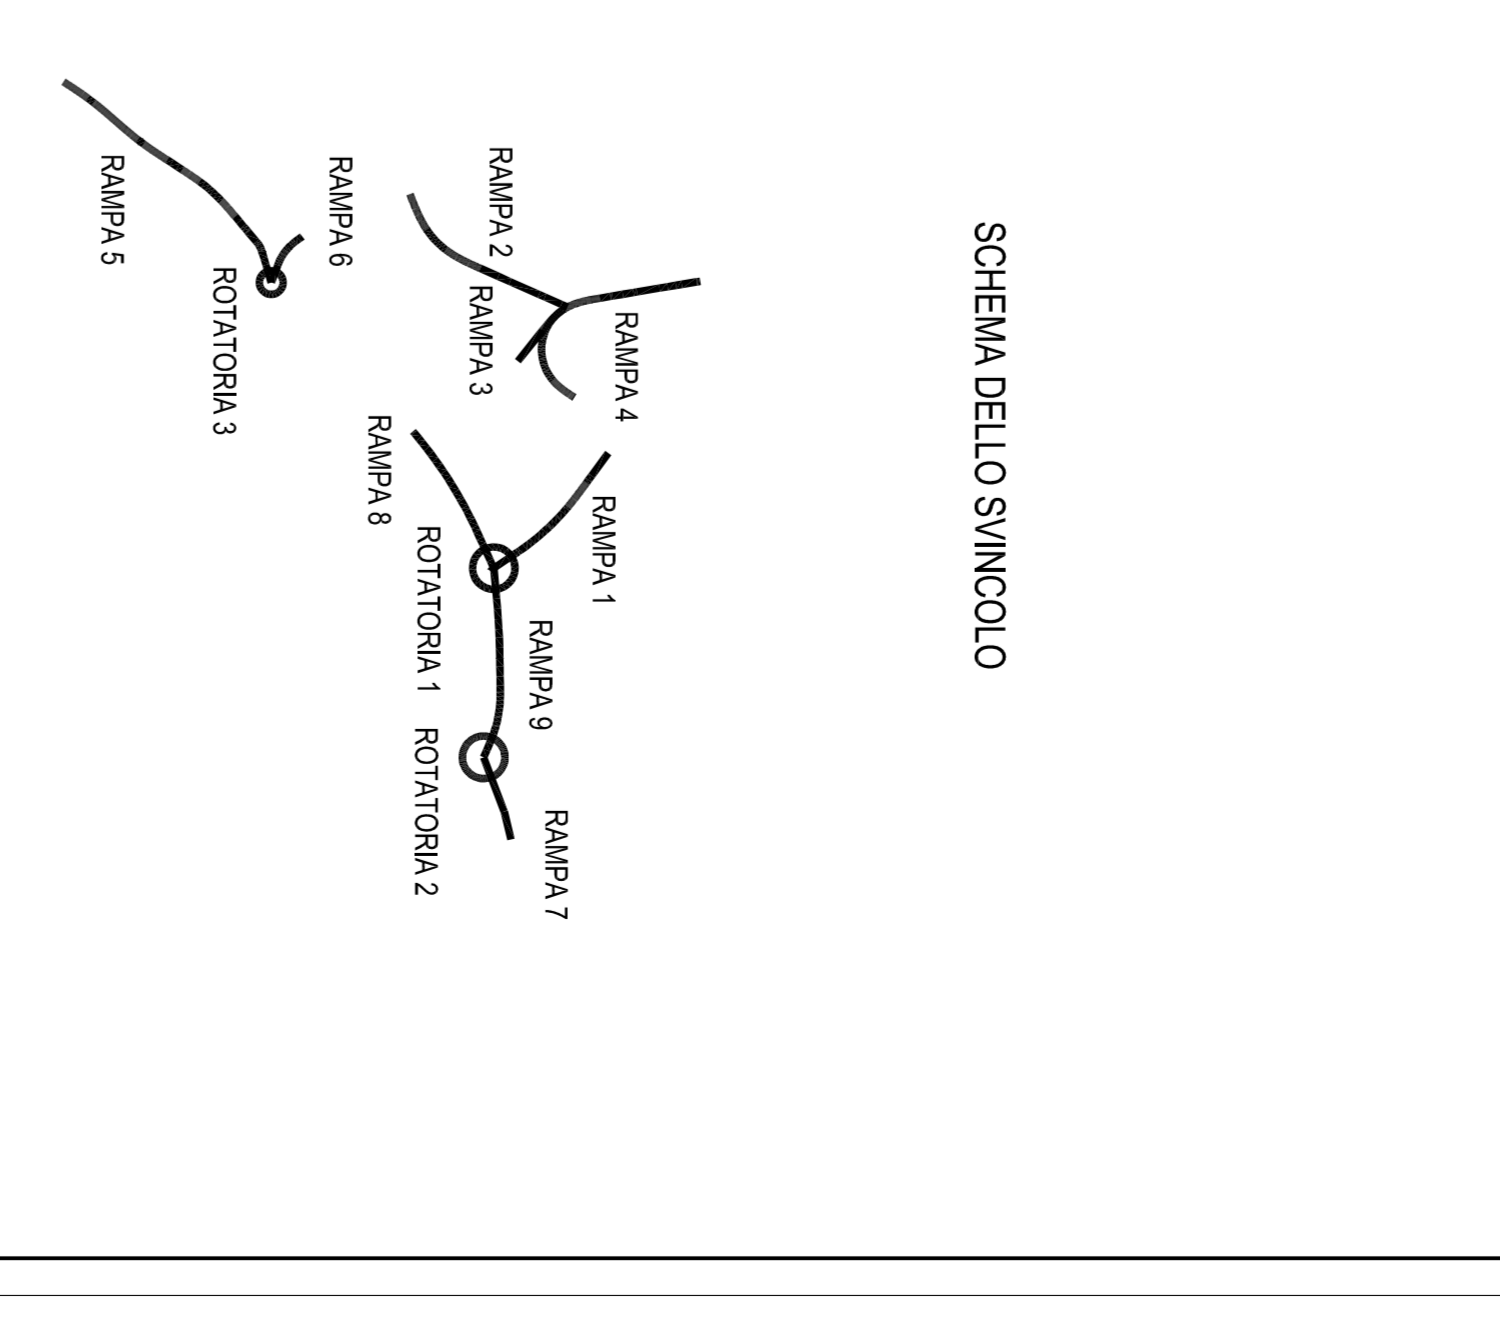 SCHEMA DELLO SVINCOLO
RAMPA 4
RAMPA 1
RAMPA 7
RAMPA 9
RAMPA 2
RAMPA 3
ROTATORIA 1
ROTATORIA 2
RAMPA 8
RAMPA 6
ROTATORIA 3
RAMPA 5